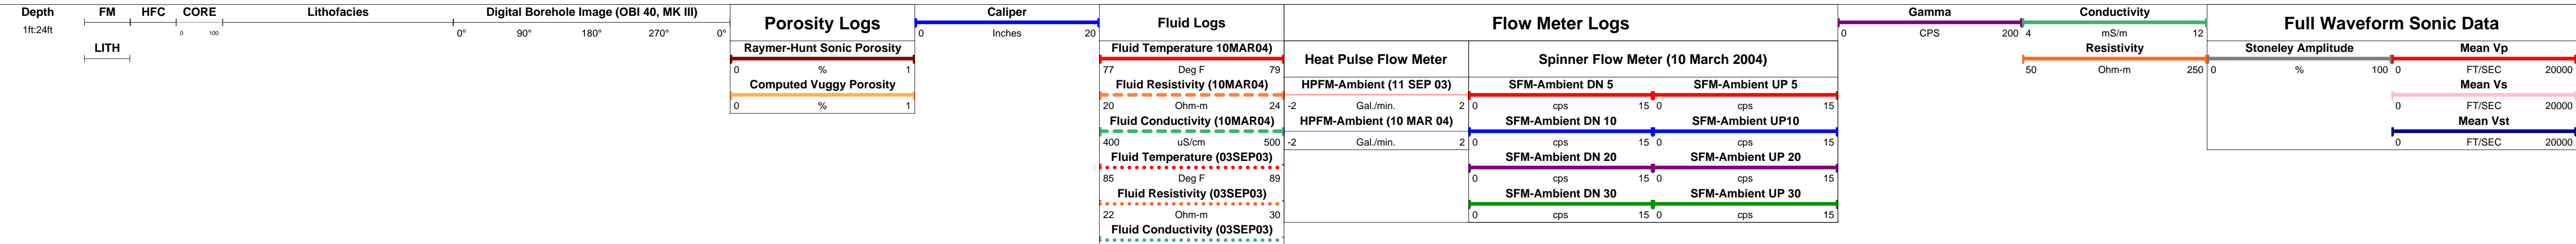 Depth
1ft:24ft
FM
LITH
HFC
CORE
0 100
Lithofacies
Digital Borehole Image (OBI 40, MK III)
0° 90° 180° 270° 0°
Porosity Logs
Raymer-Hunt Sonic Porosity
0 % 1
Computed Vuggy Porosity
0 % 1
Caliper
0 Inches 20
Fluid Logs
Fluid Temperature 10MAR04)
77 Deg F 79
Fluid Resistivity (10MAR04)
20 Ohm-m 24
Fluid Conductivity (10MAR04)
400 uS/cm 500
Fluid Temperature (03SEP03)
85 Deg F 89
Fluid Resistivity (03SEP03)
22 Ohm-m 30
Fluid Conductivity (03SEP03)
Flow Meter Logs
Heat Pulse Flow Meter
HPFM-Ambient (11 SEP 03)
-2 Gal./min. 2
HPFM-Ambient (10 MAR 04)
-2 Gal./min. 2
Spinner Flow Meter (10 March 2004)
SFM-Ambient DN 5
0 cps 15
SFM-Ambient DN 10
0 cps 15
SFM-Ambient DN 20
0 cps 15
SFM-Ambient DN 30
0 cps 15
SFM-Ambient UP 5
0 cps 15
SFM-Ambient UP10
0 cps 15
SFM-Ambient UP 20
0 cps 15
SFM-Ambient UP 30
0 cps 15
Gamma
0 CPS 200
Conductivity
4 mS/m 12
Resistivity
50 Ohm-m 250
Full Waveform Sonic Data
Stoneley Amplitude
0 % 100
Mean Vp
0 FT/SEC 20000
Mean Vs
0 FT/SEC 20000
Mean Vst
0 FT/SEC 20000